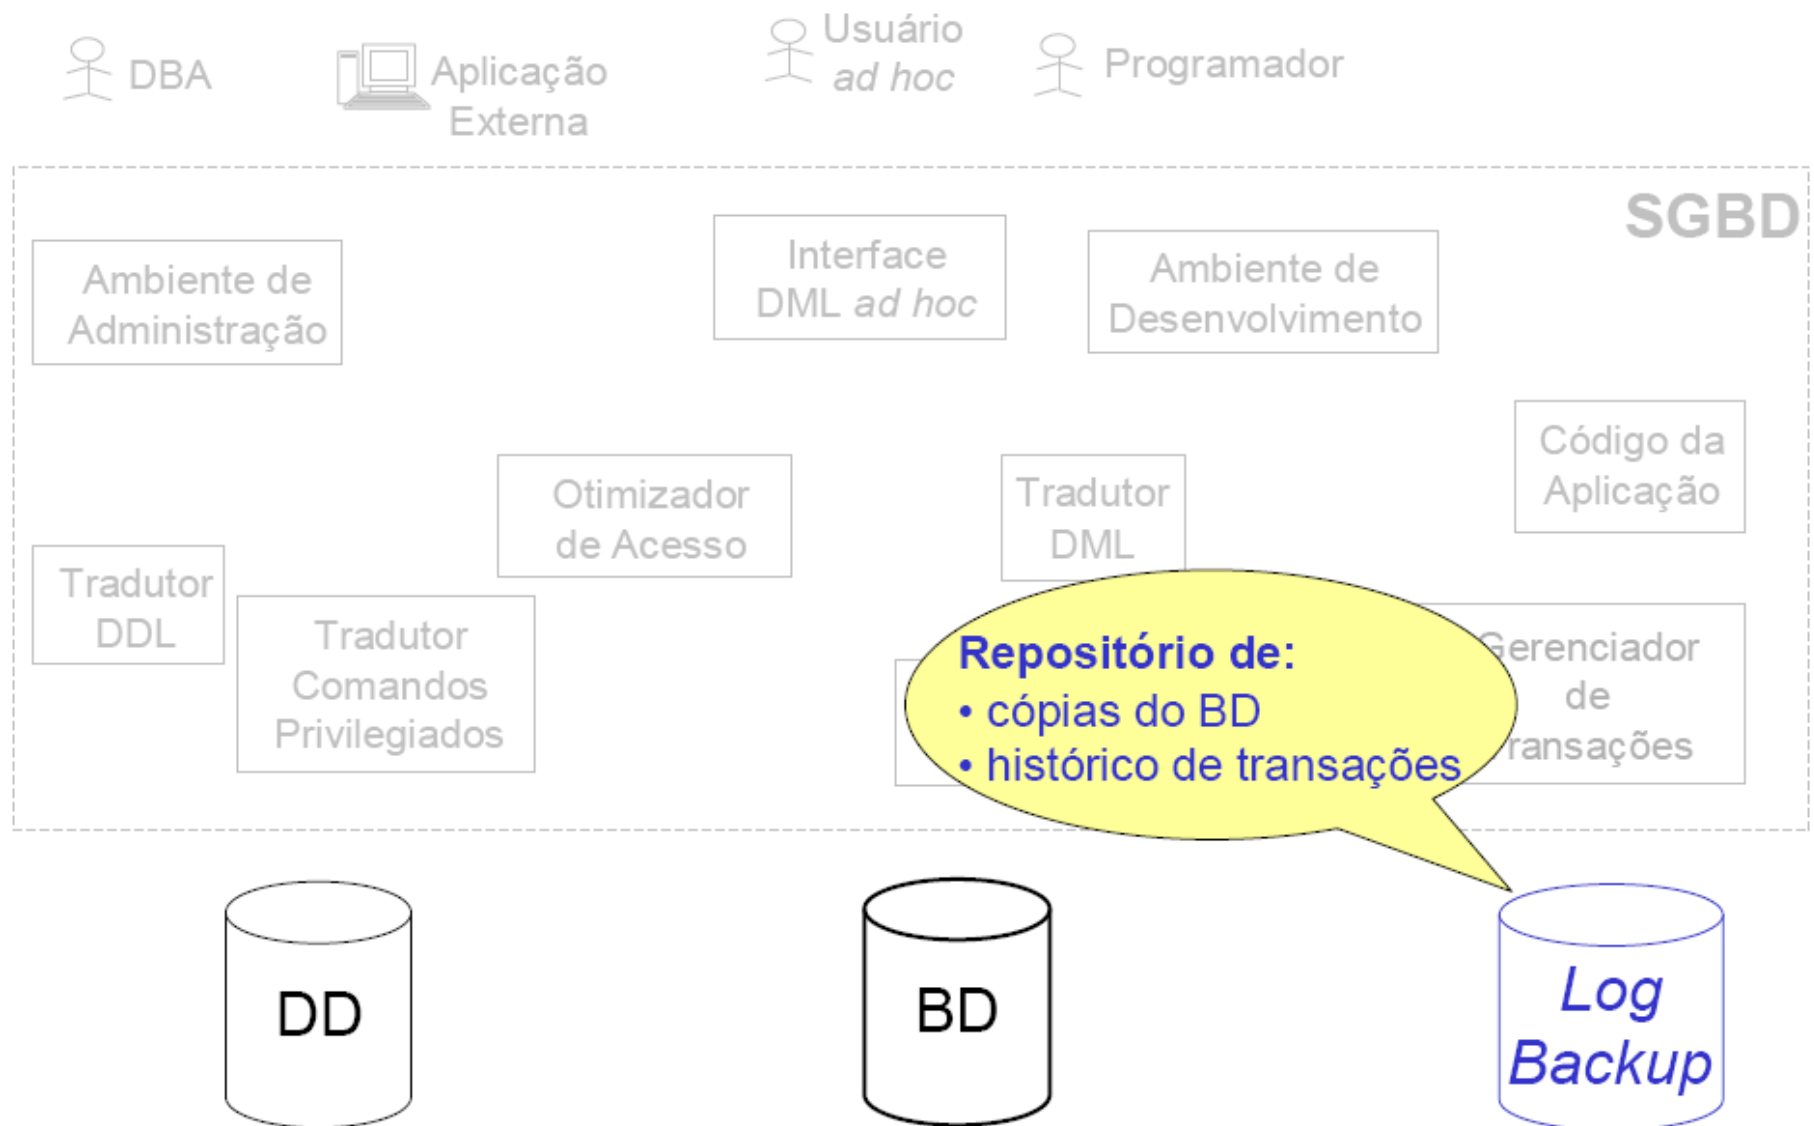 DBA
Aplicação
Externa
Usuário
ad hoc
Programador
SGBD
Ambiente de
Administração
Interface
DML ad hoc
Ambiente de
Desenvolvimento
Código da
Aplicação
Otimizador
de Acesso
Tradutor
DML
Tradutor
DDL
Tradutor
Comandos
Privilegiados
Repositório de:
• cópias do BD
• histórico de transações
Gerenciador
de
ransações
DD
BD
Log
Backup